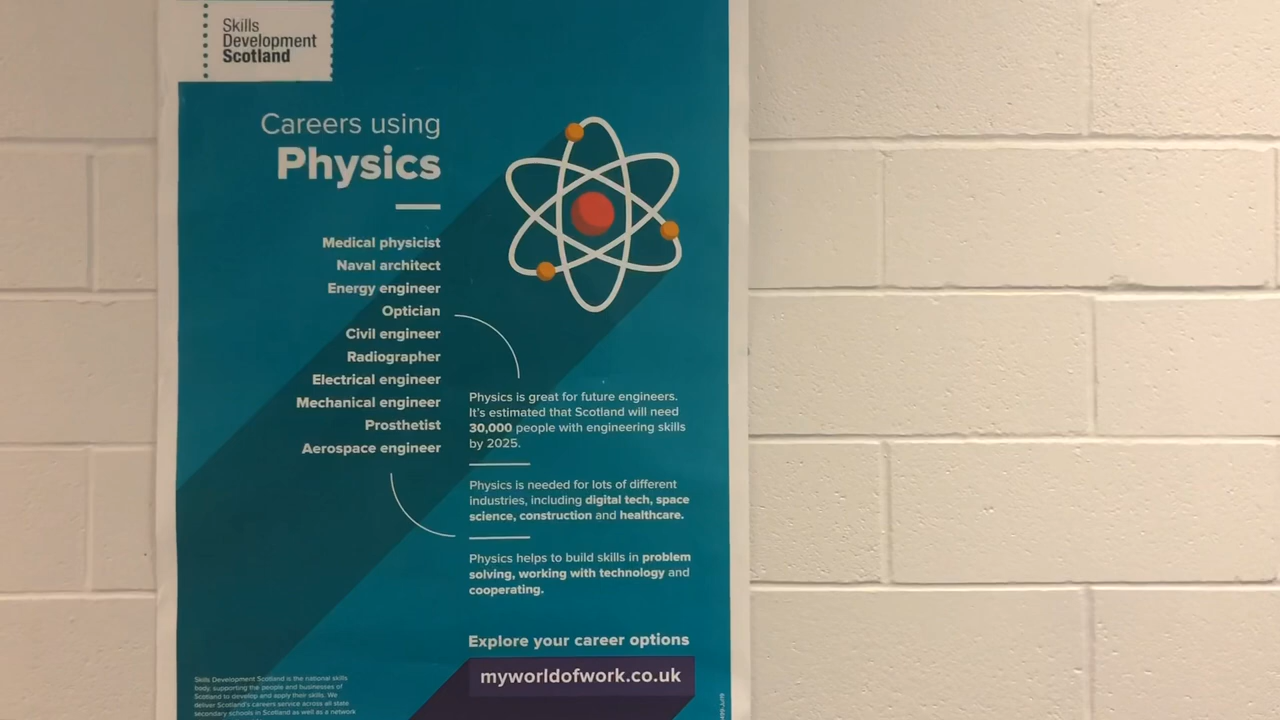 Skills
Development
Scotland
Careers using
Physics
Medical physicist
Naval architect
Energy engineer
Optician
Civil engineer
Radiographer
Electrical engineer
Mechanical engineer
Prosthetist
Aerospace engineer
Physics is great for future engineers.
It's estimated that Scotland will need
30,000 people with engineering skills
by 2025.
Physics is needed for lots of different
industries, including digital tech, space
science, construction and healthcare.
Physics helps to build skills in problem
solving, working with technology and
cooperating.
Explore your career options
myworldofwork.co.uk
Skills Development Scotland is the national skills
body, supporting the people and businesses of
Scotland to develop and apply their skills. We
deliver Scotland's careers service across all state
secondary schools in Scotland as well as a network